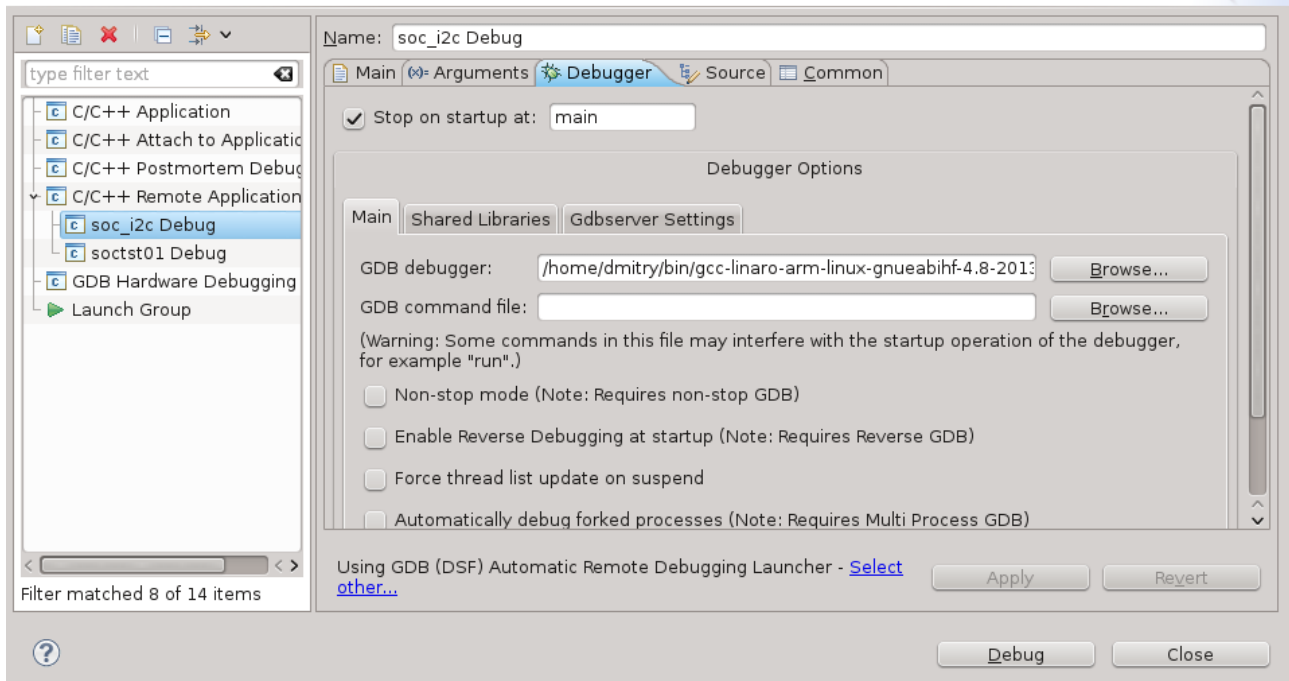 type filter text
C/C++ Application
C/C++ Attach to Applicatio
C/C++ Postmortem Debug
C/C++ Remote Application
soc_i2c Debug
soctst01 Debug
GDB Hardware Debugging
Launch Group
Filter matched 8 of 14 items
Name: soc_i2c Debug
Main (x)= Arguments Debugger Source Common
Stop on startup at: main
Debugger Options
Main Shared Libraries Gdbserver Settings
GDB debugger: /home/dmitry/bin/gcc-linaro-arm-linux-gnueabihf-4.8-2013 Browse...
GDB command file: Browse...
(Warning: Some commands in this file may interfere with the startup operation of the debugger,
for example "run".)
Non-stop mode (Note: Requires non-stop GDB)
Enable Reverse Debugging at startup (Note: Requires Reverse GDB)
Force thread list update on suspend
Automatically debug forked processes (Note: Requires Multi Process GDB)
Using GDB (DSF) Automatic Remote Debugging Launcher - Select
other...
Apply Revert
Debug Close